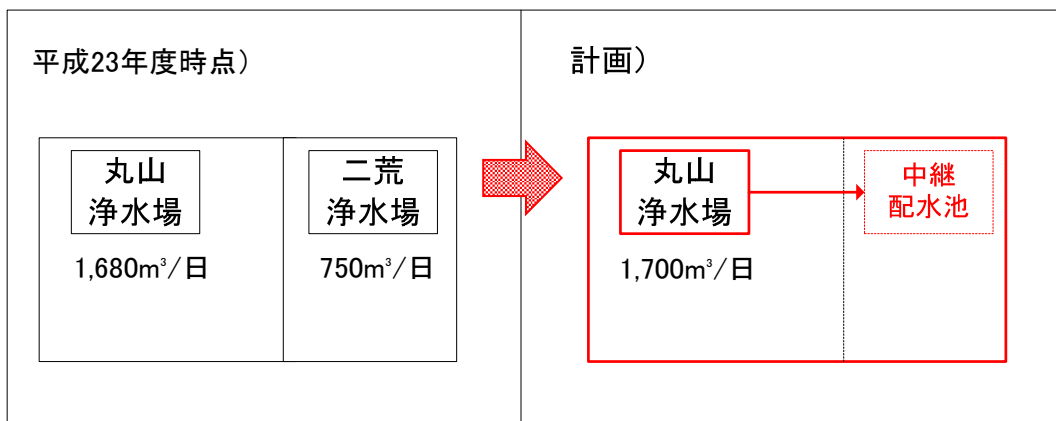 平成23年度時点)
丸山
浄水場
1,680m³/日
二荒
浄水場
750m³/日
計画)
丸山
浄水場
1,700m³/日
中継
配水池